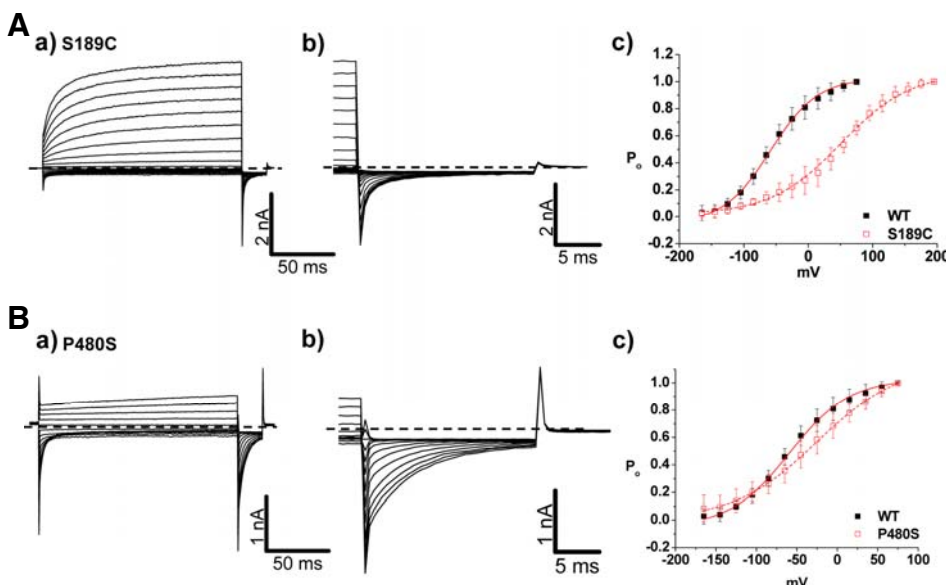 A
a) S189C
b)
c)
2 nA
50 ms
2 nA
5 ms
Po
1.2
1.0
0.8
0.6
0.4
0.2
0.0
-0.2
-200 -100 0 100 200
mV
WT
S189C
B
a) P480S
b)
c)
1 nA
50 ms
1 nA
5 ms
Po
1.0
0.8
0.6
0.4
0.2
0.0
-0.2
-200 -150 -100 -50 0 50 100
mV
WT
P480S